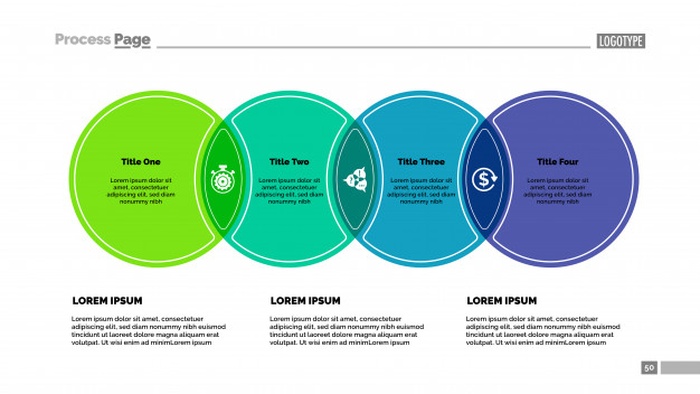 Process Page
LOGOTYPE
Title One
Lorem ipsum dolor sit
amet, consectetuer
adipiscing elit, sed diam
nonummy nibh
Title Two
Lorem ipsum dolor sit
amet, consectetuer
adipiscing elit, sed diam
nonummy nibh
Title Three
Lorem ipsum dolor sit
amet, consectetuer
adipiscing elit, sed diam
nonummy nibh
Title Four
Lorem ipsum dolor sit
amet, consectetuer
adipiscing elit, sed diam
nonummy nibh
$
LOREM IPSUM
Lorem ipsum dolor sit amet, consectetuer
adipiscing elit, sed diam nonummy nibh euismod
tincidunt ut laoreet dolore magna aliquam erat
volutpat. Ut wisi enim ad minimLorem ipsum
LOREM IPSUM
Lorem ipsum dolor sit amet, consectetuer
adipiscing elit, sed diam nonummy nibh euismod
tincidunt ut laoreet dolore magna aliquam erat
volutpat. Ut wisi enim ad minimLorem ipsum
LOREM IPSUM
Lorem ipsum dolor sit amet, consectetuer
adipiscing elit, sed diam nonummy nibh euismod
tincidunt ut laoreet dolore magna aliquam erat
volutpat. Ut wisi enim ad minimLorem ipsum
50